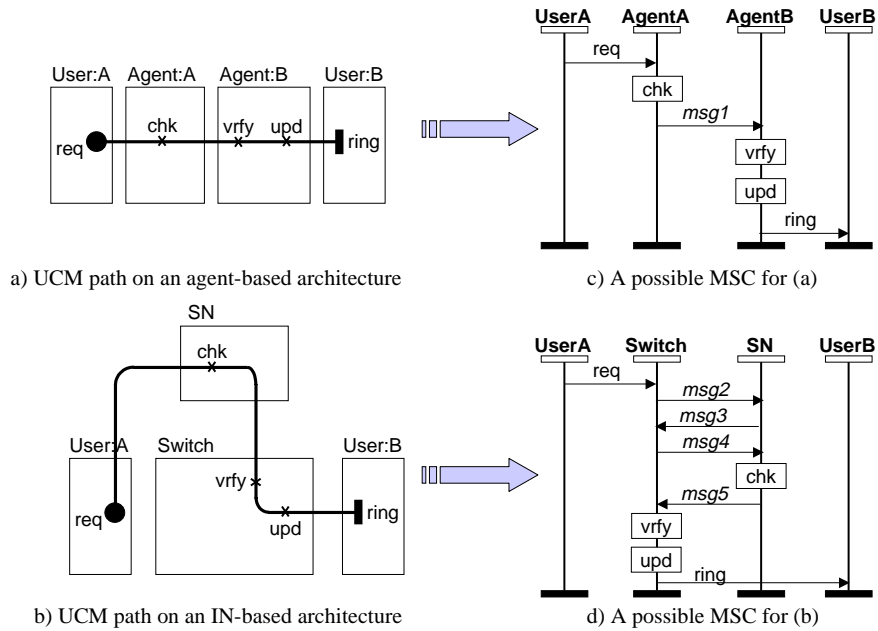 UserA AgentA AgentB UserB
User:A Agent:A Agent:B User:B
req
chk
chk vrfy upd
msg1
req ring
vrfy
upd
ring
a) UCM path on an agent-based architecture
c) A possible MSC for (a)
SN
chk
UserA Switch SN UserB
req
msg2
msg3
msg4
User:A Switch User:B
chk
vrfy
msg5
req upd ring
vrfy
upd
ring
b) UCM path on an IN-based architecture
d) A possible MSC for (b)